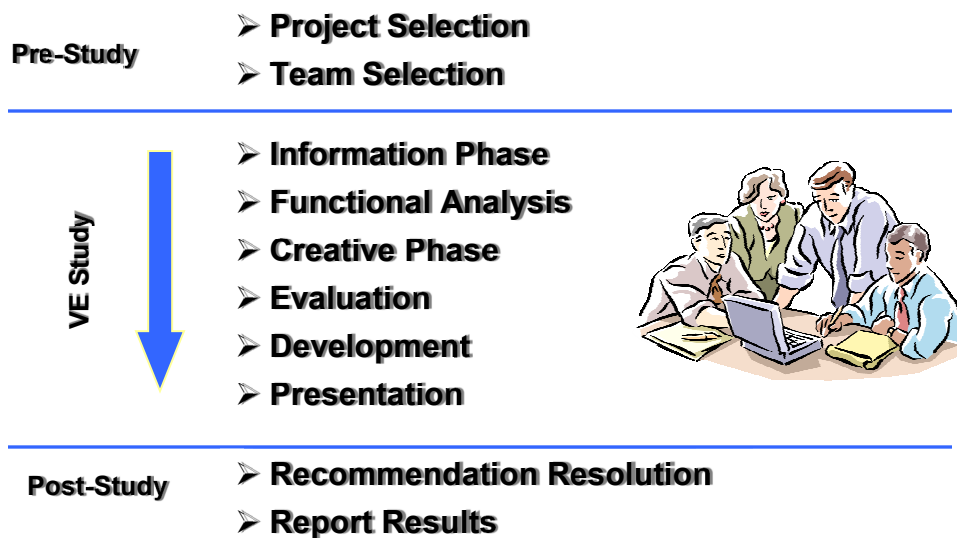 Pre-Study
➢ Project Selection
➢ Team Selection
VE Study
➢ Information Phase
➢ Functional Analysis
➢ Creative Phase
➢ Evaluation
➢ Development
➢ Presentation
Post-Study
➢ Recommendation Resolution
➢ Report Results